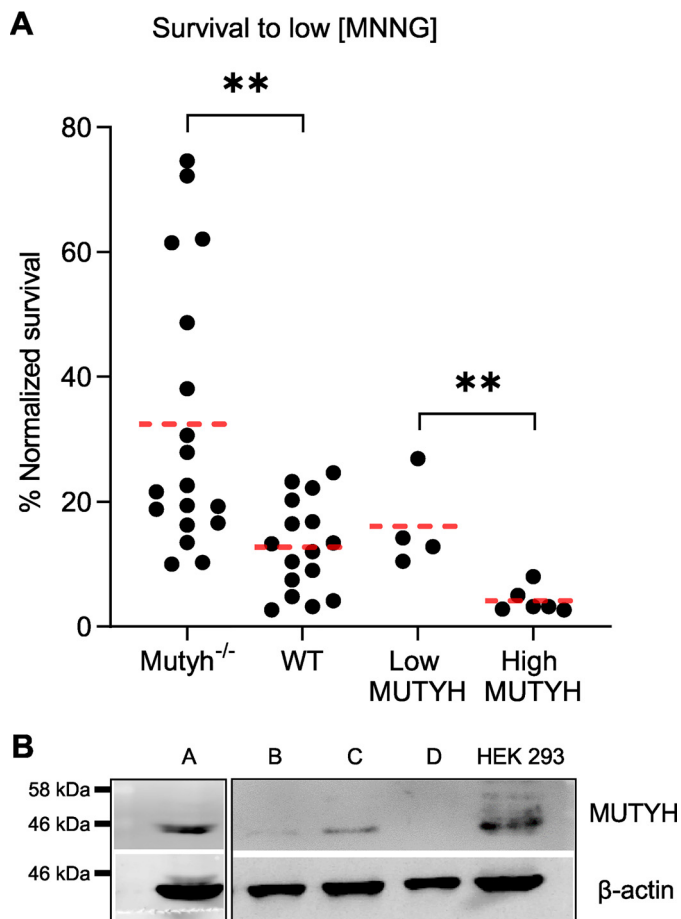 A
Survival to low [MNNG]
**
80
60
40
20
0
% Normalized survival
**
Mutyh-/-
WT
Low
MUTYH
High
MUTYH
B
A
B
C
D
HEK 293
58 kDa
46 kDa
MUTYH
46 kDa
β-actin